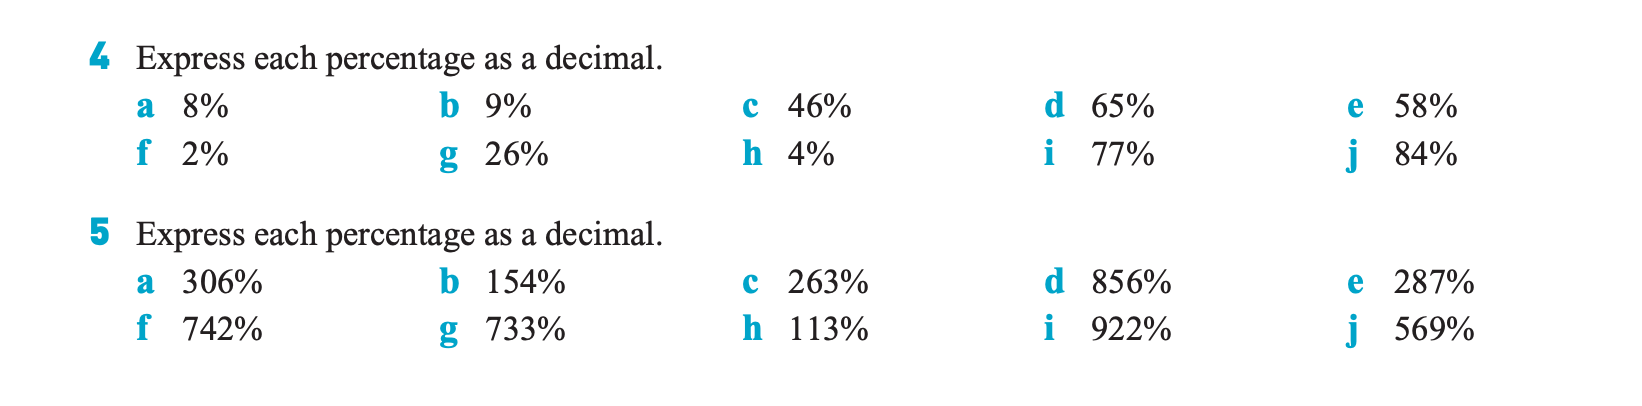 4 Express each percentage as a decimal.
a 8% b 9% c 46% d 65% e 58%
f 2% g 26% h 4% i 77% j 84%
5 Express each percentage as a decimal.
a 306% b 154% c 263% d 856% e 287%
f 742% g 733% h 113% i 922% j 569%